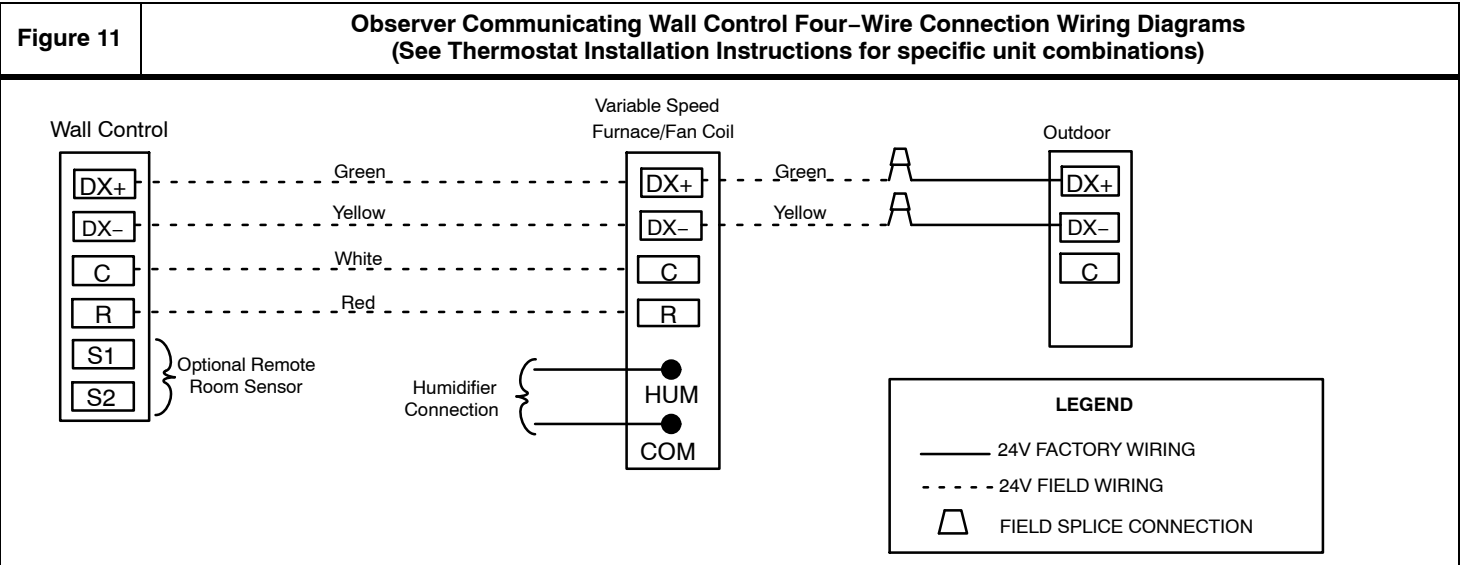 Figure 11
Observer Communicating Wall Control Four−Wire Connection Wiring Diagrams
(See Thermostat Installation Instructions for specific unit combinations)
Wall Control
DX+
DX−
C
R
S1
S2
Optional Remote
Room Sensor
Green
Yellow
White
Red
Variable Speed
Furnace/Fan Coil
DX+
DX−
C
R
HUM
COM
Humidifier
Connection
Green
Yellow
Outdoor
DX+
DX−
C
LEGEND
24V FACTORY WIRING
24V FIELD WIRING
FIELD SPLICE CONNECTION